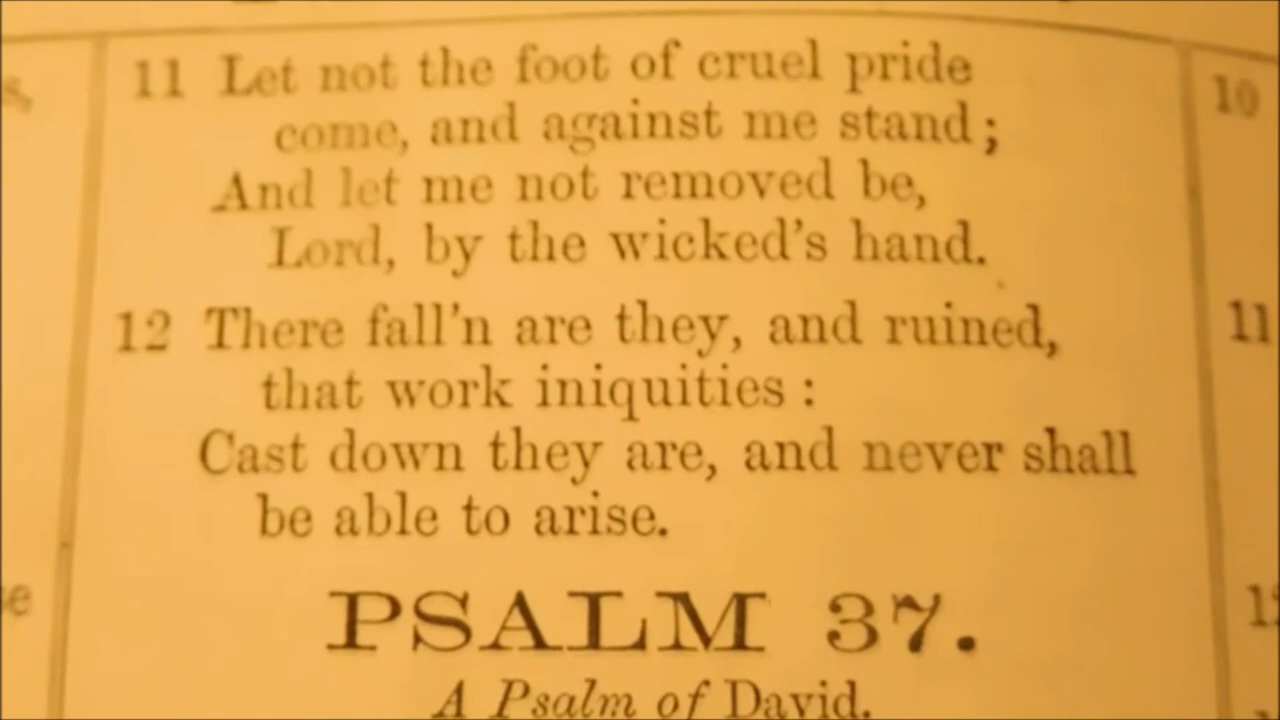 11 Let not the foot of cruel pride
come, and against me stand;
And let me not removed be,
Lord, by the wicked's hand.
12 There fall'n are they, and ruined,
that work iniquities :
Cast down they are, and never shall
be able to arise.
PSALM 37.
A Psalm of David.
10
11